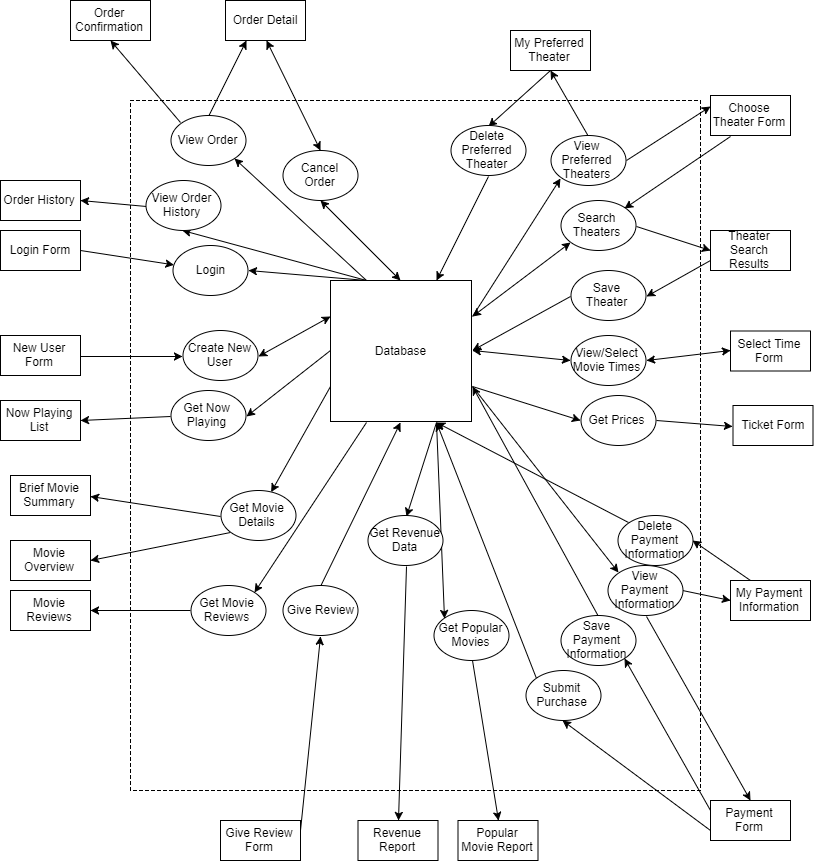 Order
Confirmation
Order Detail
My Preferred
Theater
Choose
Theater Form
View Order
Delete
Preferred
Theater
View
Preferred
Theaters
Cancel
Order
Order History
View Order
History
Search
Theaters
Login Form
Login
Theater
Search
Results
Save
Theater
New User
Form
Create New
User
Database
View/Select
Movie Times
Select Time
Form
Now Playing
List
Get Now
Playing
Get Prices
Ticket Form
Brief Movie
Summary
Get Movie
Details
Get Revenue
Data
Delete
Payment
Information
Movie
Overview
View
Payment
Information
My Payment
Information
Movie
Reviews
Get Movie
Reviews
Give Review
Get Popular
Movies
Save
Payment
Information
Submit
Purchase
Give Review
Form
Revenue
Report
Popular
Movie Report
Payment
Form